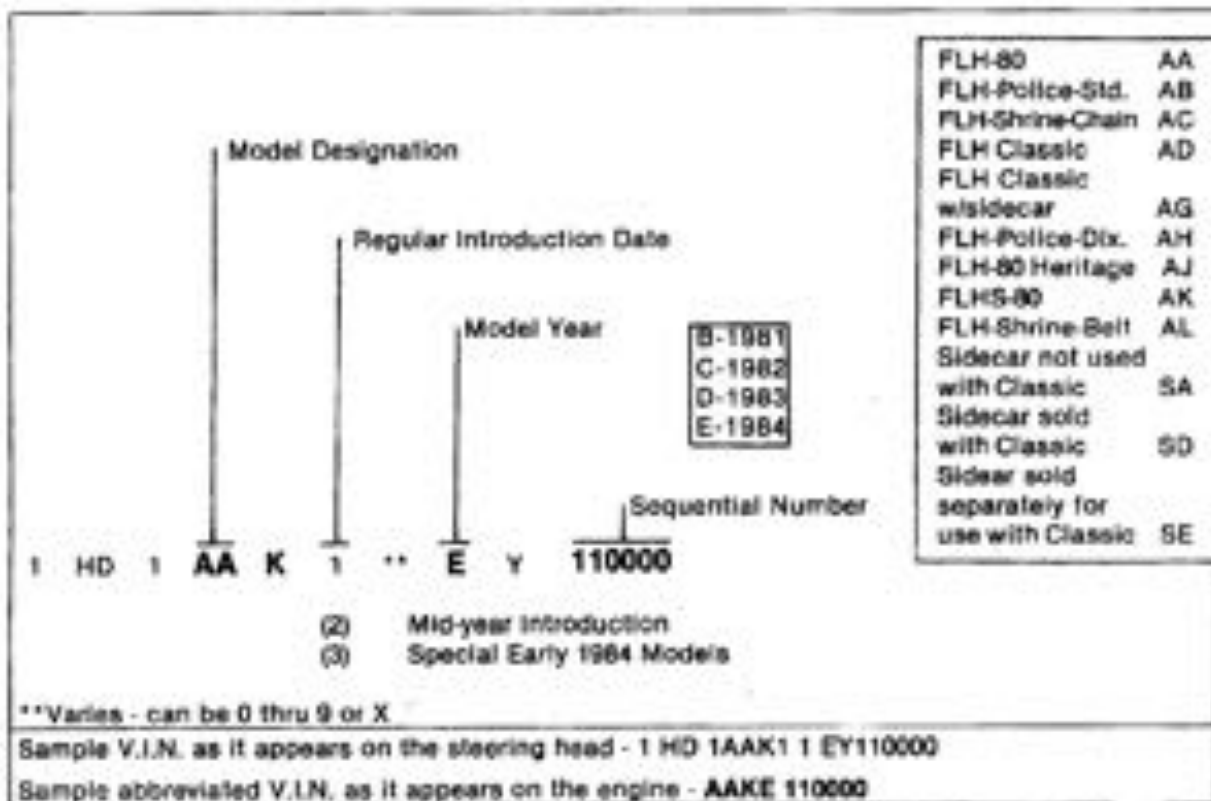 FLH-80 AA
FLH-Police-Std. AB
FLH-Shrine-Chain AC
FLH Classic AD
FLH Classic
w/sidecar AG
FLH-Police-Dlx. AH
FLH-80 Heritage AJ
FLHS-80 AK
FLH-Shrine-Belt AL
Sidecar not used
with Classic SA
Sidecar sold
with Classic SD
Sidear sold
separately for
use with Classic SE
Model Designation
Regular Introduction Date
Model Year
B-1981
C-1982
D-1983
E-1984
Sequential Number
1 HD 1 AA K 1 ** E Y 110000
(2) Mid-year Introduction
(3) Special Early 1984 Models
**Varies - can be 0 thru 9 or X
Sample V.I.N. as it appears on the steering head - 1 HD 1AAK1 1 EY110000
Sample abbreviated V.I.N. as it appears on the engine - AAKE 110000